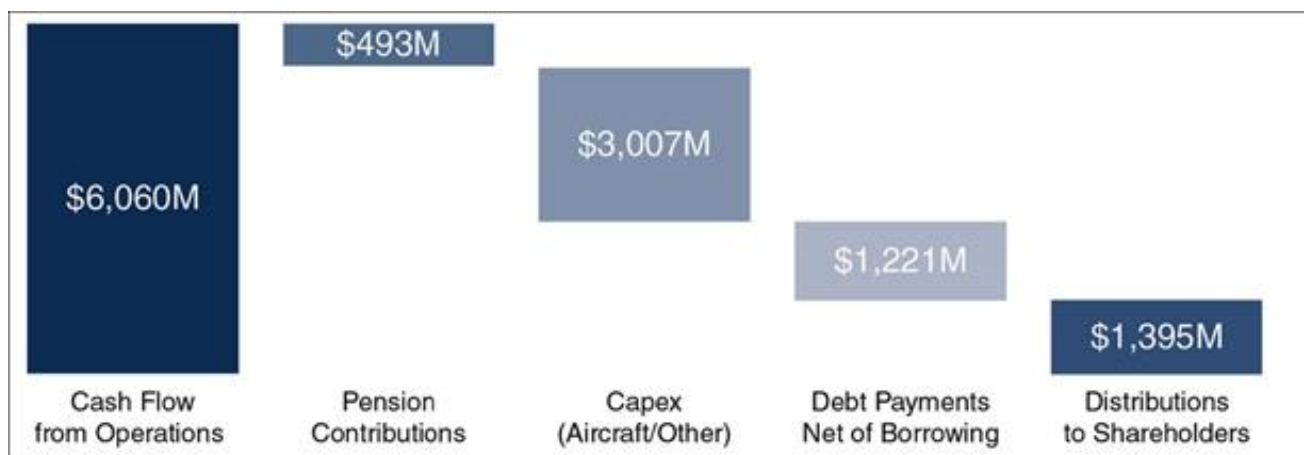 $6,060M
$493M
$3,007M
$1,221M
$1,395M
Cash Flow
from Operations
Pension
Contributions
Capex
(Aircraft/Other)
Debt Payments
Net of Borrowing
Distributions
to Shareholders